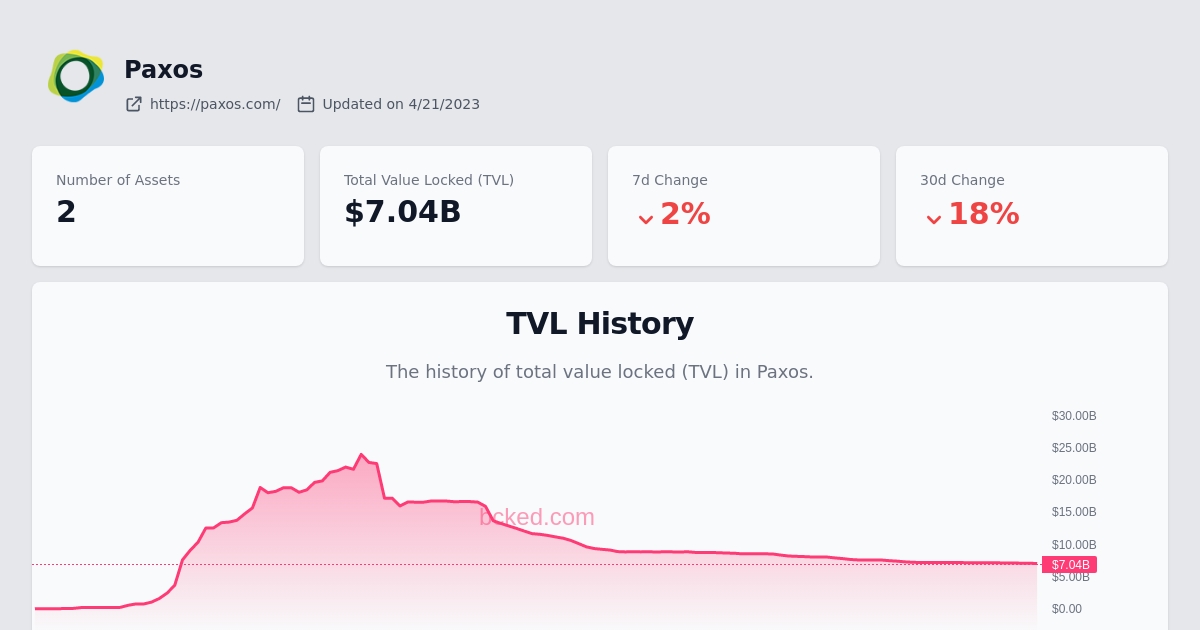 Paxos
https://paxos.com/ Updated on 4/21/2023
Number of Assets
2
Total Value Locked (TVL)
$7.04B
7d Change
2%
30d Change
18%
TVL History
The history of total value locked (TVL) in Paxos.
$30.00B
$25.00B
$20.00B
$15.00B
bcked.com
$10.00B
$7.04B
$5.00B
$0.00